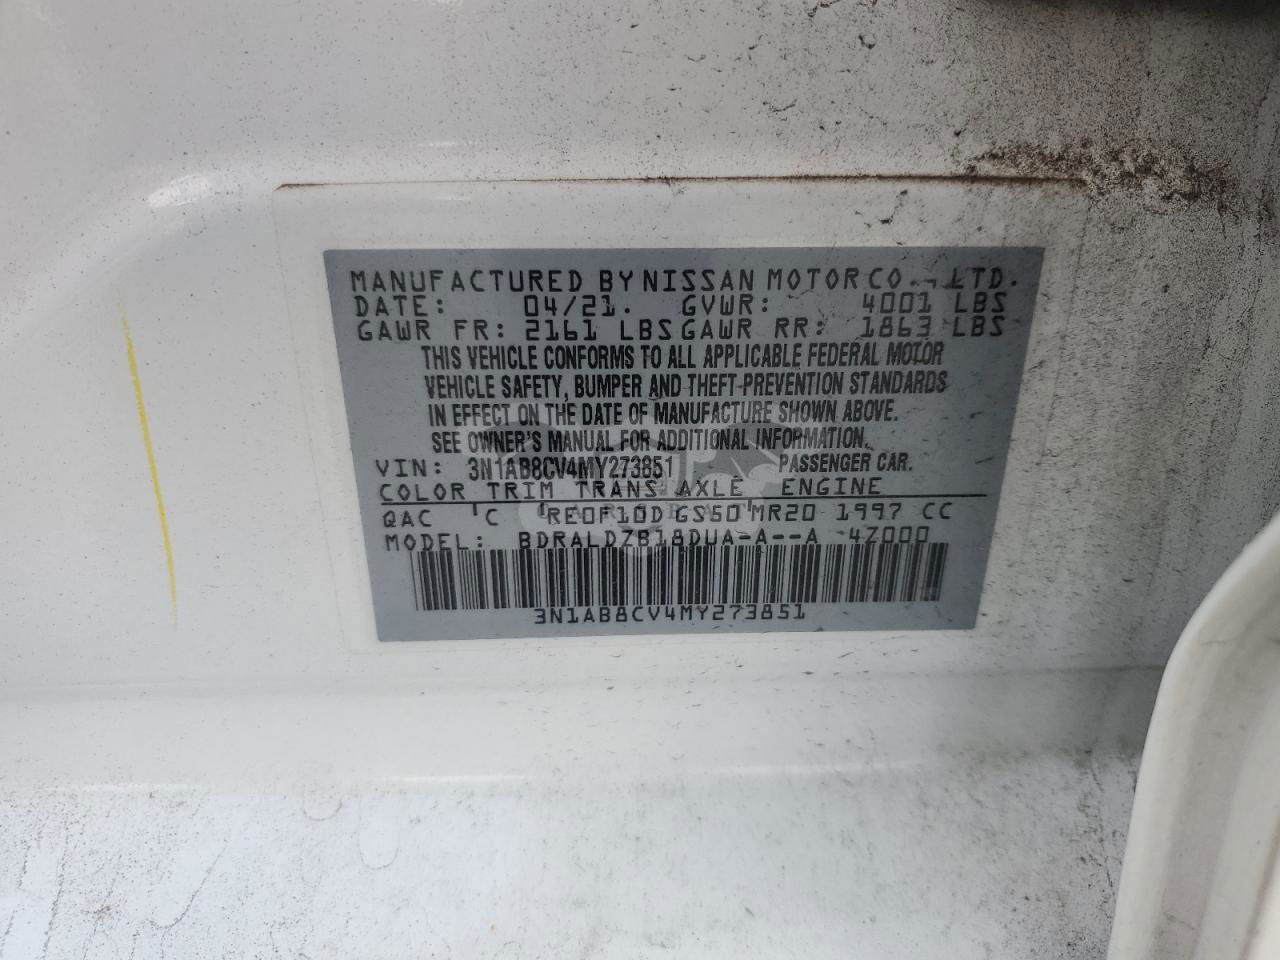 MANUFACTURED BY NISSAN MOTOR CO., LTD.
DATE: 04/21. GVWR: 4001 LBS
GAWR FR: 2161 LBS GAWR RR: 1863 LBS
THIS VEHICLE CONFORMS TO ALL APPLICABLE FEDERAL MOTOR
VEHICLE SAFETY, BUMPER AND THEFT-PREVENTION STANDARDS
IN EFFECT ON THE DATE OF MANUFACTURE SHOWN ABOVE.
SEE OWNER'S MANUAL FOR ADDITIONAL INFORMATION.
VIN: 3N1AB8CV4MY273851 PASSENGER CAR.
COLOR TRIM TRANS AXLE ENGINE
QAC 'C 'RE0F10D GS50'MR20 1997 CC
MODEL: BDRALDZB18DUA-A--A 4Z000
3N1AB8CV4MY273851